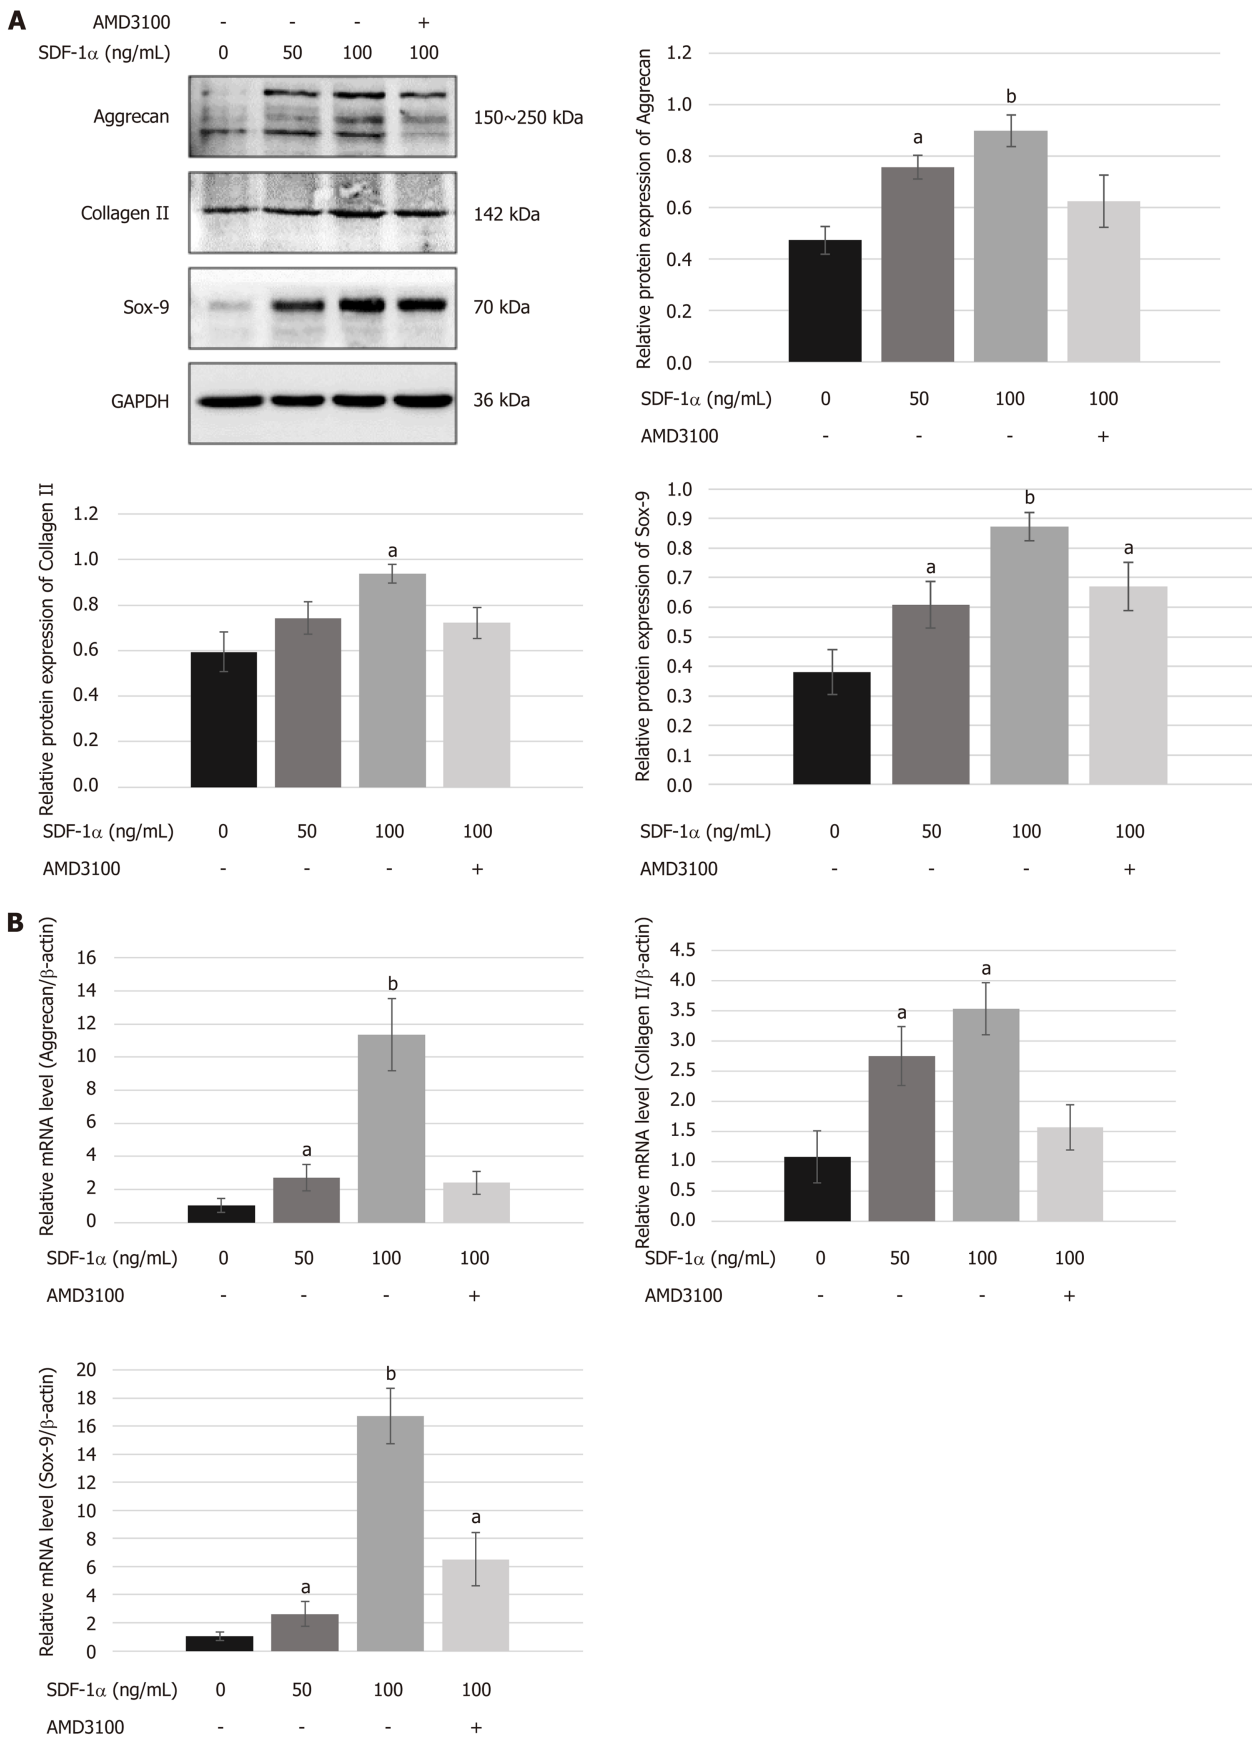 A
AMD3100 - - - +
SDF-1α (ng/mL) 0 50 100 100
Aggrecan 150~250 kDa
Collagen II 142 kDa
Sox-9 70 kDa
GAPDH 36 kDa
Relative protein expression of Aggrecan
1.2
1.0
0.8
0.6
0.4
0.2
0.0
a
b
SDF-1α (ng/mL) 0 50 100 100
AMD3100 - - - +
Relative protein expression of Collagen II
1.2
1.0
0.8
0.6
0.4
0.2
0.0
a
SDF-1α (ng/mL) 0 50 100 100
AMD3100 - - - +
Relative protein expression of Sox-9
1.0
0.9
0.8
0.7
0.6
0.5
0.4
0.3
0.2
0.1
0.0
a
b
a
SDF-1α (ng/mL) 0 50 100 100
AMD3100 - - - +
B
Relative mRNA level (Aggrecan/β-actin)
16
14
12
10
8
6
4
2
0
a
b
SDF-1α (ng/mL) 0 50 100 100
AMD3100 - - - +
Relative mRNA level (Collagen II/β-actin)
4.5
4.0
3.5
3.0
2.5
2.0
1.5
1.0
0.5
0.0
a
a
SDF-1α (ng/mL) 0 50 100 100
AMD3100 - - - +
Relative mRNA level (Sox-9/β-actin)
20
18
16
14
12
10
8
6
4
2
0
a
b
a
SDF-1α (ng/mL) 0 50 100 100
AMD3100 - - - +